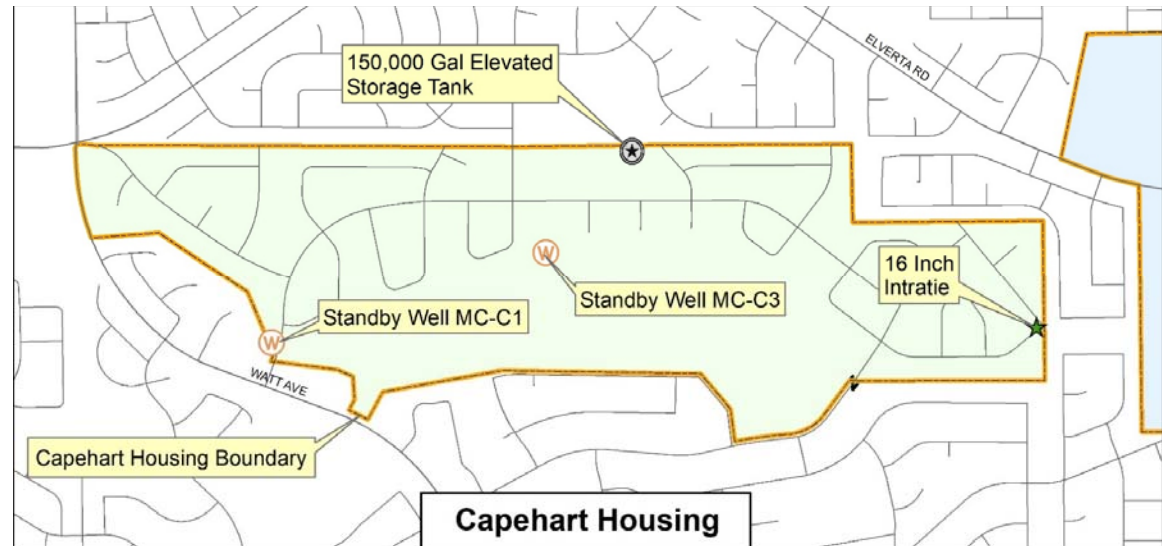 150,000 Gal Elevated
Storage Tank
ELVERTA RD
16 Inch
Intratie
Standby Well MC-C3
W
Standby Well MC-C1
W
WATT AVE
Capehart Housing Boundary
Capehart Housing